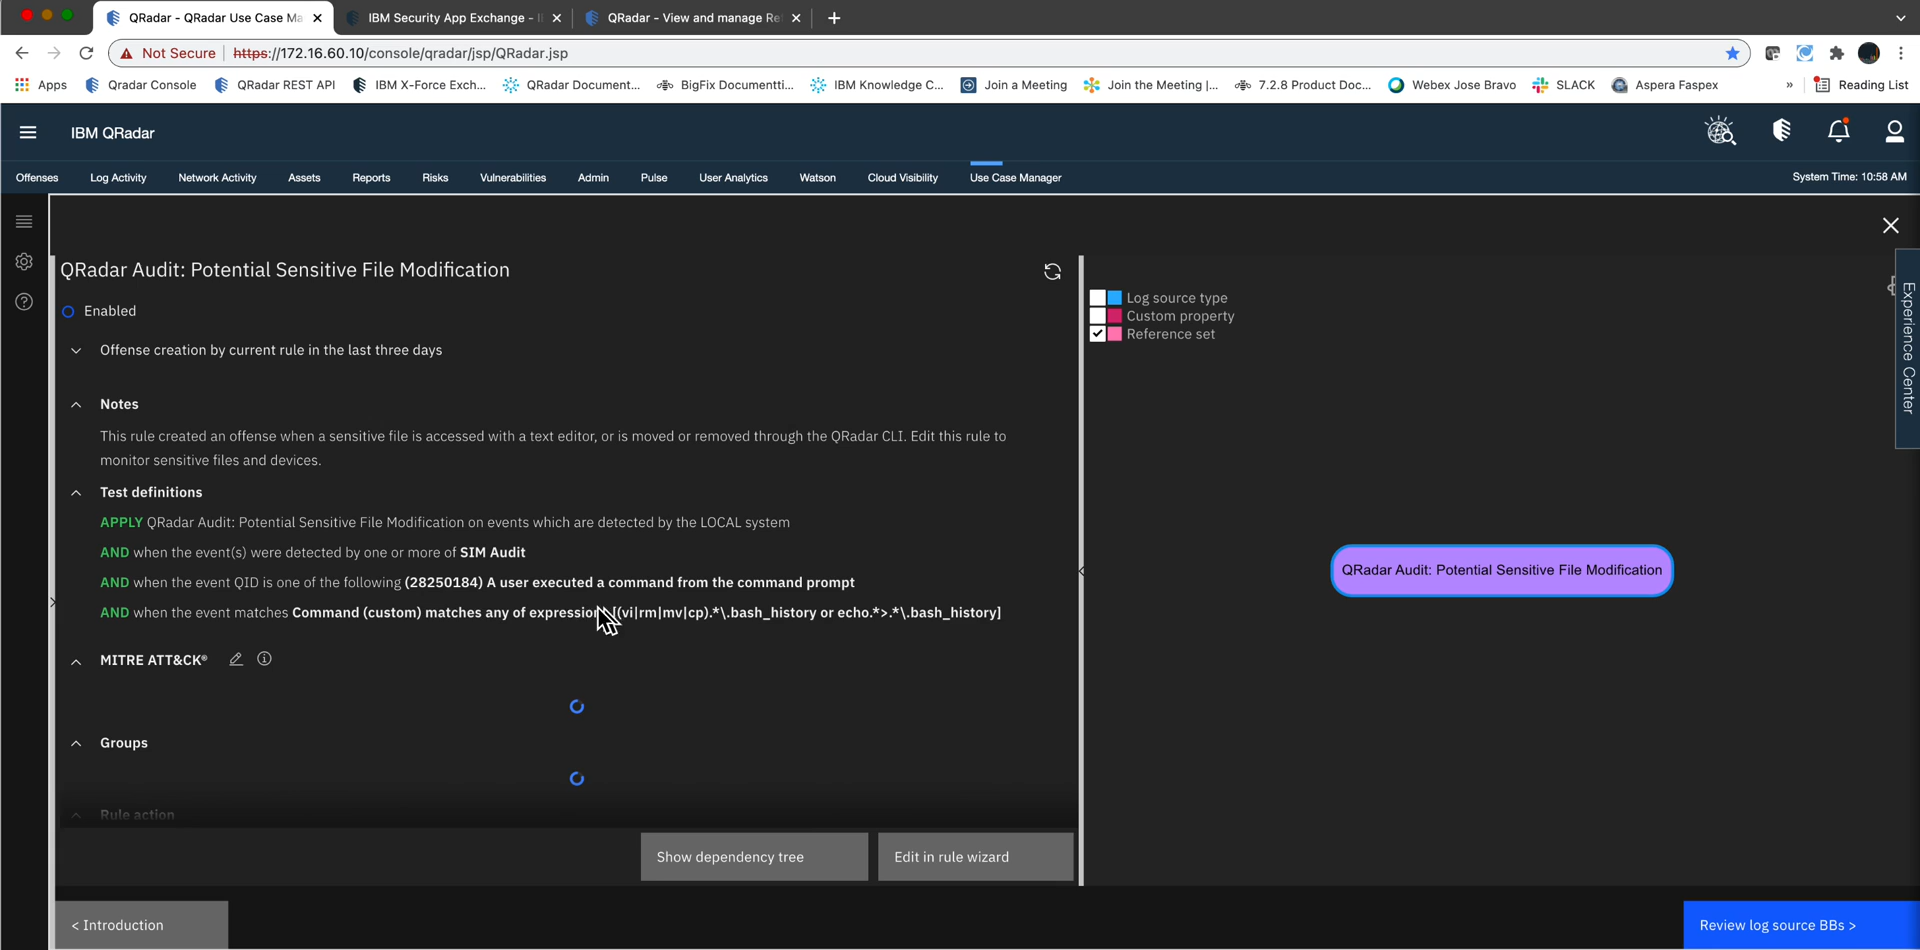 QRadar - QRadar Use Case Ma
IBM Security App Exchange - I
QRadar - View and manage Re
Not Secure
https://172.16.60.10/console/qradar/jsp/QRadar.jsp
Apps
Qradar Console
QRadar REST API
IBM X-Force Exch...
QRadar Document...
BigFix Documentti...
IBM Knowledge C...
Join a Meeting
Join the Meeting |...
7.2.8 Product Doc...
Webex Jose Bravo
SLACK
Aspera Faspex
»
Reading List
IBM QRadar
Offenses
Log Activity
Network Activity
Assets
Reports
Risks
Vulnerabilities
Admin
Pulse
User Analytics
Watson
Cloud Visibility
Use Case Manager
System Time: 10:58 AM
QRadar Audit: Potential Sensitive File Modification
Enabled
Offense creation by current rule in the last three days
Notes
This rule created an offense when a sensitive file is accessed with a text editor, or is moved or removed through the QRadar CLI. Edit this rule to
monitor sensitive files and devices.
Test definitions
APPLY QRadar Audit: Potential Sensitive File Modification on events which are detected by the LOCAL system
AND when the event(s) were detected by one or more of SIM Audit
AND when the event QID is one of the following (28250184) A user executed a command from the command prompt
AND when the event matches Command (custom) matches any of expression [(vi|rm|mv|cp).*\.bash_history or echo.*>.*\.bash_history]
MITRE ATT&CK®
Groups
Rule action
Show dependency tree
Edit in rule wizard
< Introduction
Log source type
Custom property
Reference set
QRadar Audit: Potential Sensitive File Modification
Experience Center
Review log source BBs >